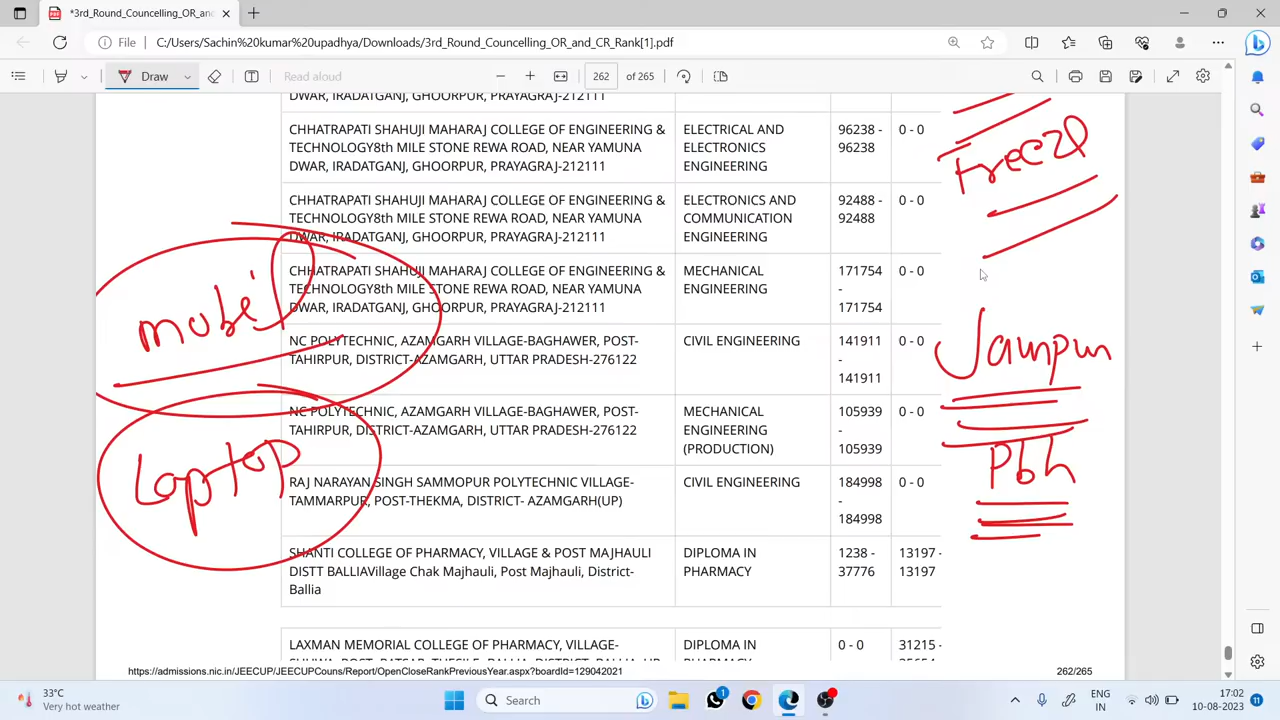 *3rd_Round_Councelling_OR_an
File
C:/Users/Sachin%20kumar%20upadhya/Downloads/3rd_Round_Councelling_OR_and_CR_Rank[1].pdf
Draw
Read aloud
262 of 265
DWAR, IRADATGANJ, GHOORPUR, PRAYAGRAJ-212111
CHHATRAPATI SHAHUJI MAHARAJ COLLEGE OF ENGINEERING & ELECTRICAL AND 96238 - 0 - 0
TECHNOLOGY8th MILE STONE REWA ROAD, NEAR YAMUNA ELECTRONICS 96238
DWAR, IRADATGANJ, GHOORPUR, PRAYAGRAJ-212111 ENGINEERING
CHHATRAPATI SHAHUJI MAHARAJ COLLEGE OF ENGINEERING & ELECTRONICS AND 92488 - 0 - 0
TECHNOLOGY8th MILE STONE REWA ROAD, NEAR YAMUNA COMMUNICATION 92488
DWAR, IRADATGANJ, GHOORPUR, PRAYAGRAJ-212111 ENGINEERING
CHHATRAPATI SHAHUJI MAHARAJ COLLEGE OF ENGINEERING & MECHANICAL 171754 0 - 0
TECHNOLOGY8th MILE STONE REWA ROAD, NEAR YAMUNA ENGINEERING -
DWAR, IRADATGANJ, GHOORPUR, PRAYAGRAJ-212111 171754
NC POLYTECHNIC, AZAMGARH VILLAGE-BAGHAWER, POST- CIVIL ENGINEERING 141911 0 - 0
TAHIRPUR, DISTRICT-AZAMGARH, UTTAR PRADESH-276122 -
141911
NC POLYTECHNIC, AZAMGARH VILLAGE-BAGHAWER, POST- MECHANICAL 105939 0 - 0
TAHIRPUR, DISTRICT-AZAMGARH, UTTAR PRADESH-276122 ENGINEERING -
(PRODUCTION) 105939
RAJ NARAYAN SINGH SAMMOPUR POLYTECHNIC VILLAGE- CIVIL ENGINEERING 184998 0 - 0
TAMMARPUR, POST-THEKMA, DISTRICT- AZAMGARH(UP) -
184998
SHANTI COLLEGE OF PHARMACY, VILLAGE & POST MAJHAULI DIPLOMA IN 1238 - 13197 -
DISTT BALLIAVillage Chak Majhauli, Post Majhauli, District- PHARMACY 37776 13197
Ballia
LAXMAN MEMORIAL COLLEGE OF PHARMACY, VILLAGE- DIPLOMA IN 0 - 0 31215 -
https://admissions.nic.in/JEECUP/JEECUPCouns/Report/OpenCloseRankPreviousYear.aspx?boardId=129042021 262/265
Laptop
Pbh
33°C
Very hot weather
Search
1
ENG
IN
17:02
10-08-2023